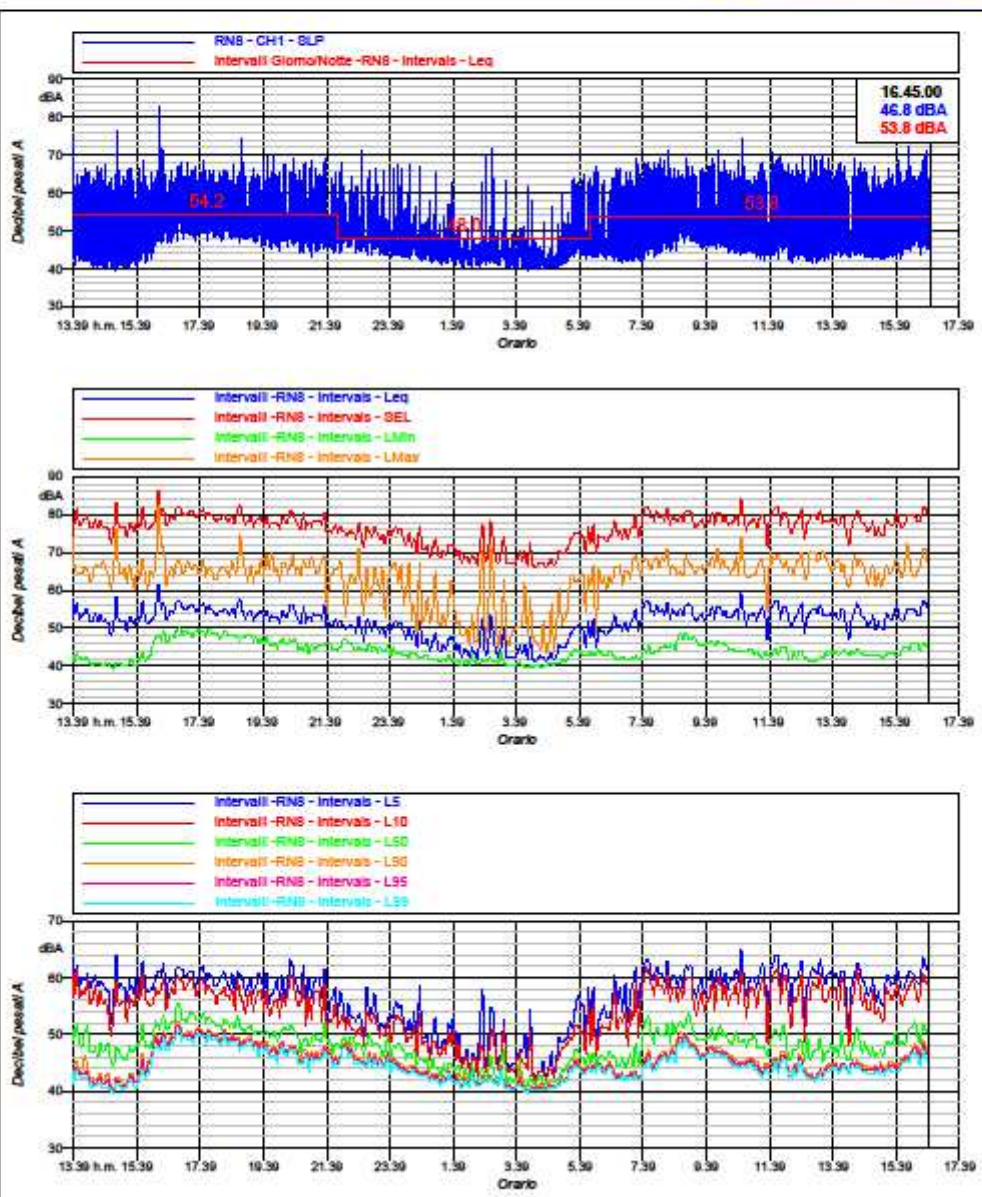 RN8 - CH1 - SLP
Intervalli Giorno/Notte -RN8 - Intervals - Leq
90
dBA
80
70
60
50
40
30
Decibel pesati A
16.45.00
46.8 dBA
53.8 dBA
54.2
48.0
53.8
13.39 h.m. 15.39 17.39 19.39 21.39 23.39 1.39 3.39 5.39 7.39 9.39 11.39 13.39 15.39 17.39
Orario
Intervalli -RN8 - Intervals - Leq
Intervalli -RN8 - Intervals - SEL
Intervalli -RN8 - Intervals - LMin
Intervalli -RN8 - Intervals - LMax
90
dBA
80
70
60
50
40
30
Decibel pesati A
13.39 h.m. 15.39 17.39 19.39 21.39 23.39 1.39 3.39 5.39 7.39 9.39 11.39 13.39 15.39 17.39
Orario
Intervalli -RN8 - Intervals - L5
Intervalli -RN8 - Intervals - L10
Intervalli -RN8 - Intervals - L50
Intervalli -RN8 - Intervals - L90
Intervalli -RN8 - Intervals - L95
Intervalli -RN8 - Intervals - L99
70
dBA
60
50
40
30
Decibel pesati A
13.39 h.m. 15.39 17.39 19.39 21.39 23.39 1.39 3.39 5.39 7.39 9.39 11.39 13.39 15.39 17.39
Orario